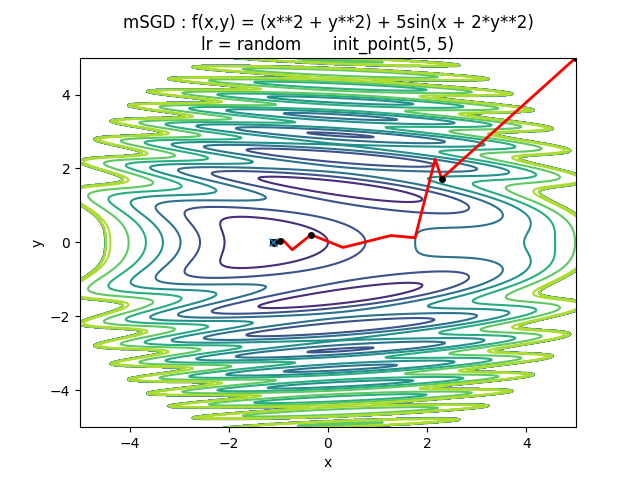 mSGD : f(x,y) = (x**2 + y**2) + 5sin(x + 2*y**2)
lr = random init_point(5, 5)
4
2
0
−2
−4
y
−4 −2 0 2 4
x